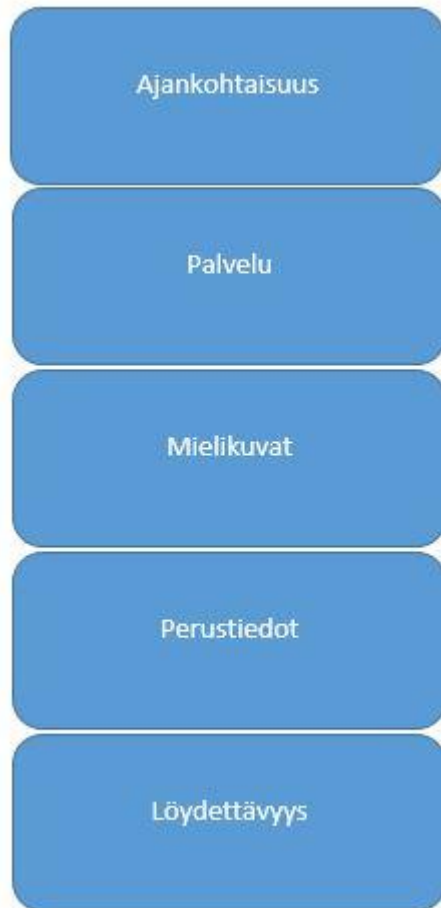 Ajankohtaisuus
Palvelu
Mielikuvat
Perustiedot
Löydettävyys